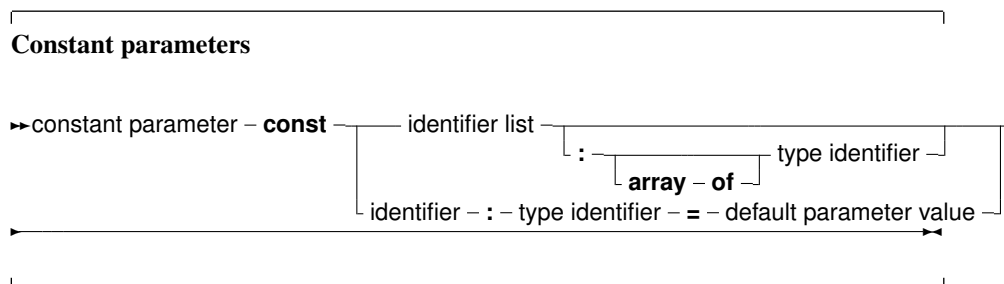 Constant parameters
constant parameter const identifier list
: type identifier
array of
identifier : type identifier = default parameter value